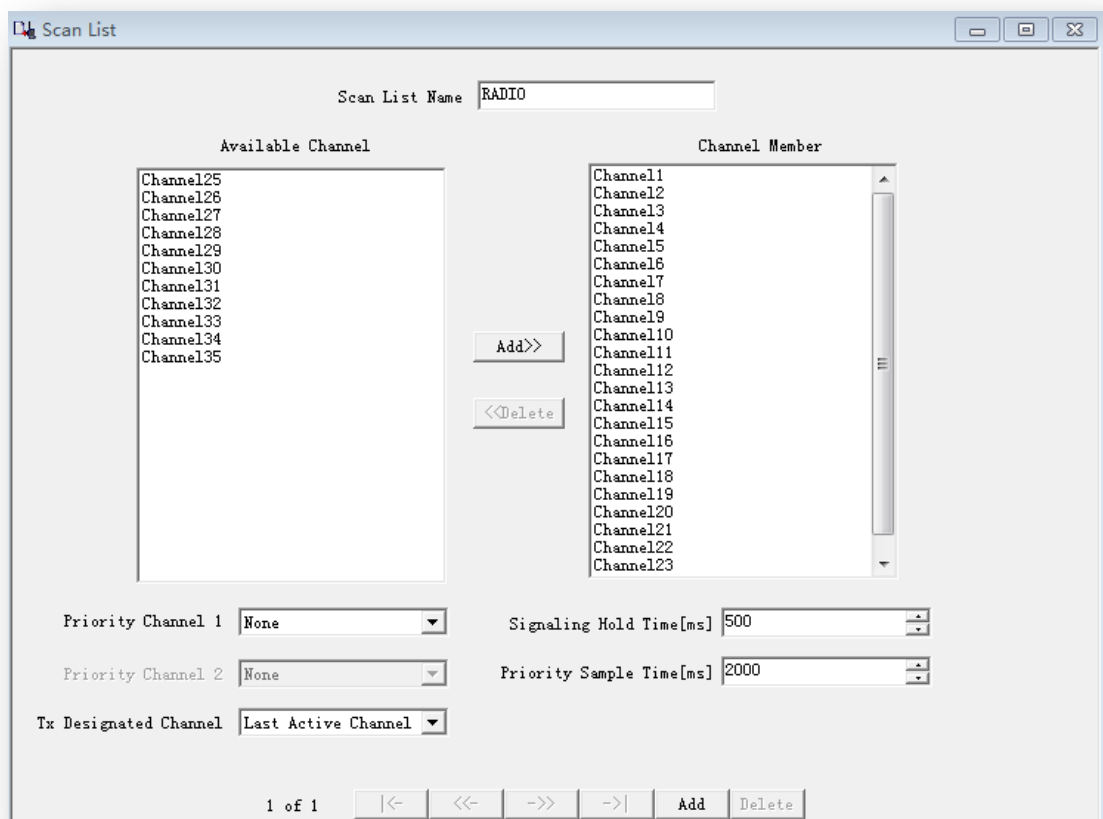 Scan List
Scan List Name RADIO
Available Channel
Channel25
Channel26
Channel27
Channel28
Channel29
Channel30
Channel31
Channel32
Channel33
Channel34
Channel35
Add>>
<<Delete
Channel Member
Channel1
Channel2
Channel3
Channel4
Channel5
Channel6
Channel7
Channel8
Channel9
Channel10
Channel11
Channel12
Channel13
Channel14
Channel15
Channel16
Channel17
Channel18
Channel19
Channel20
Channel21
Channel22
Channel23
Priority Channel 1 None
Priority Channel 2 None
Tx Designated Channel Last Active Channel
Signaling Hold Time[ms] 500
Priority Sample Time[ms] 2000
1 of 1 |<- <<- ->> ->| Add Delete